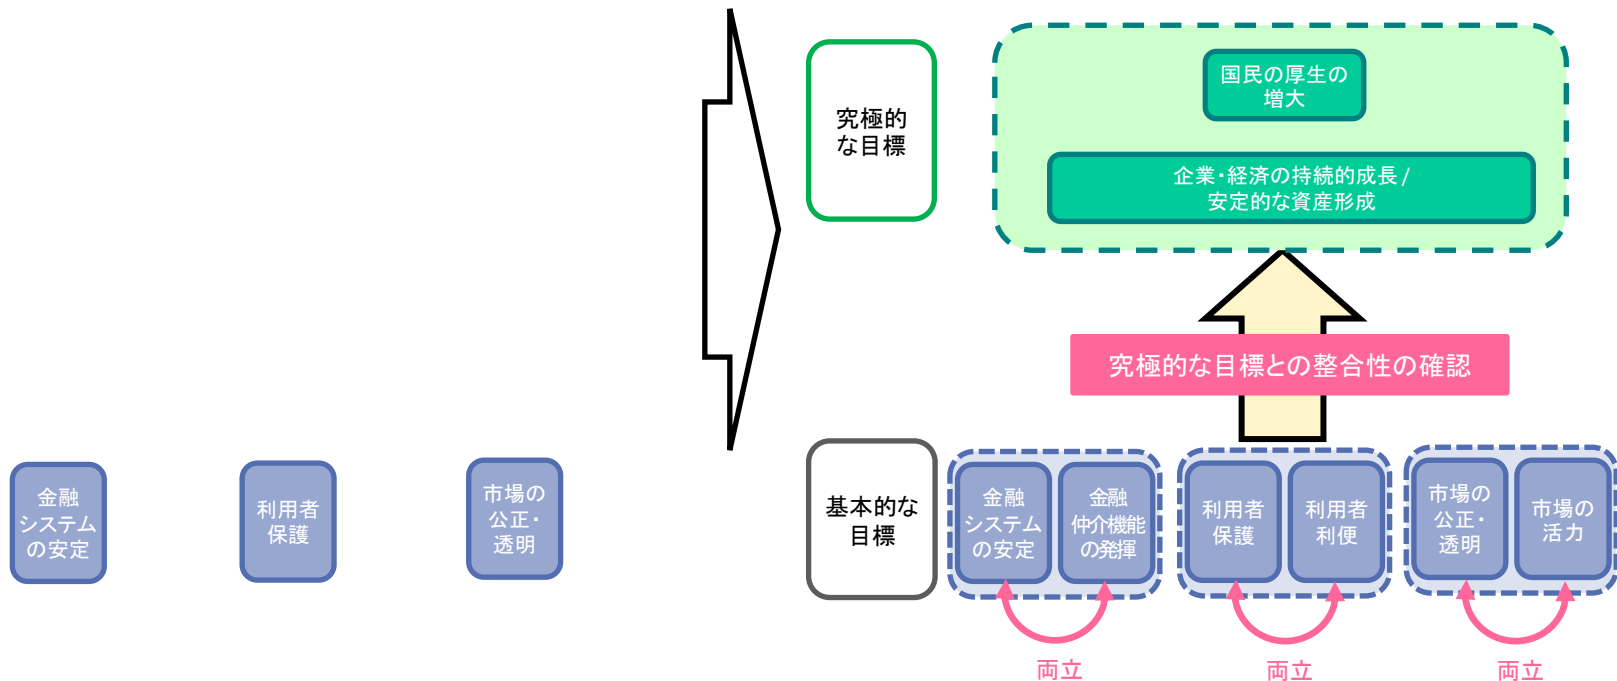 金融
システム
の安定
利用者
保護
市場の
公正・
透明
究極的
な目標
国民の厚生の
増大
企業・経済の持続的成長/
安定的な資産形成
究極的な目標との整合性の確認
基本的な
目標
金融
システム
の安定
金融
仲介機能
の発揮
利用者
保護
利用者
利便
市場の
公正・
透明
市場の
活力
両立
両立
両立